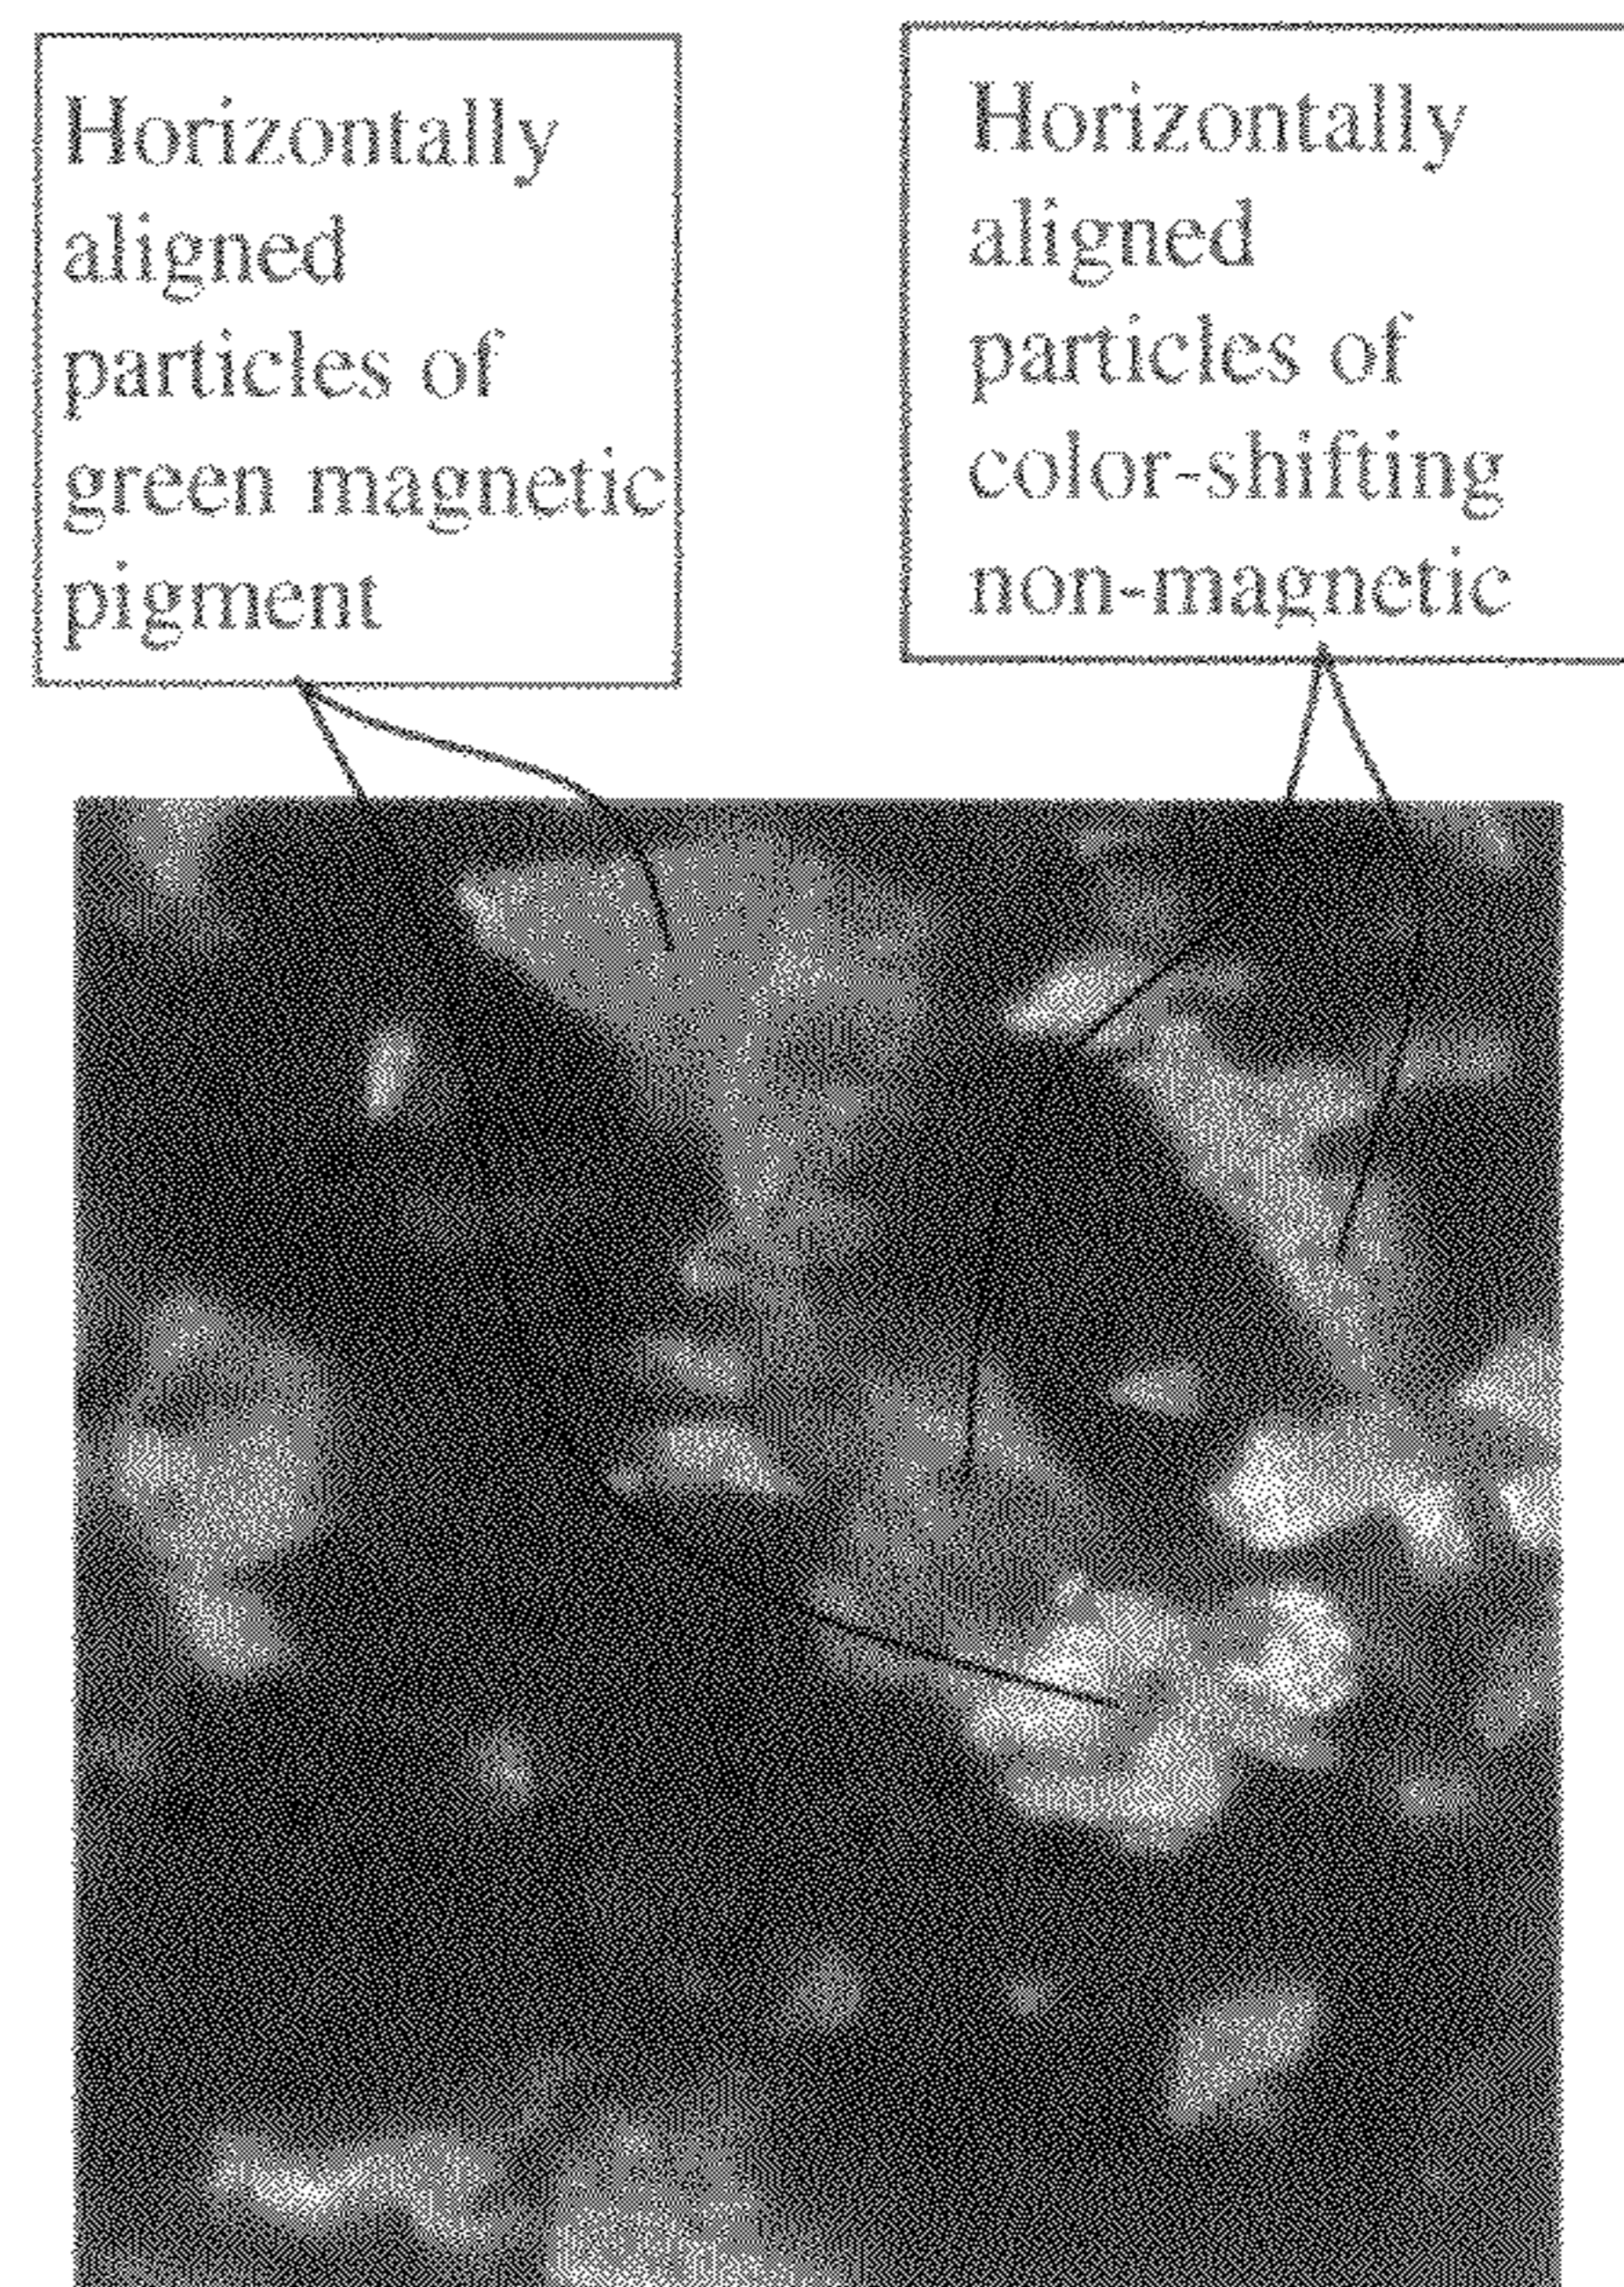 Horizontally
aligned
particles of
green magnetic
pigment
Horizontally
aligned
particles of
color-shifting
non-magnetic